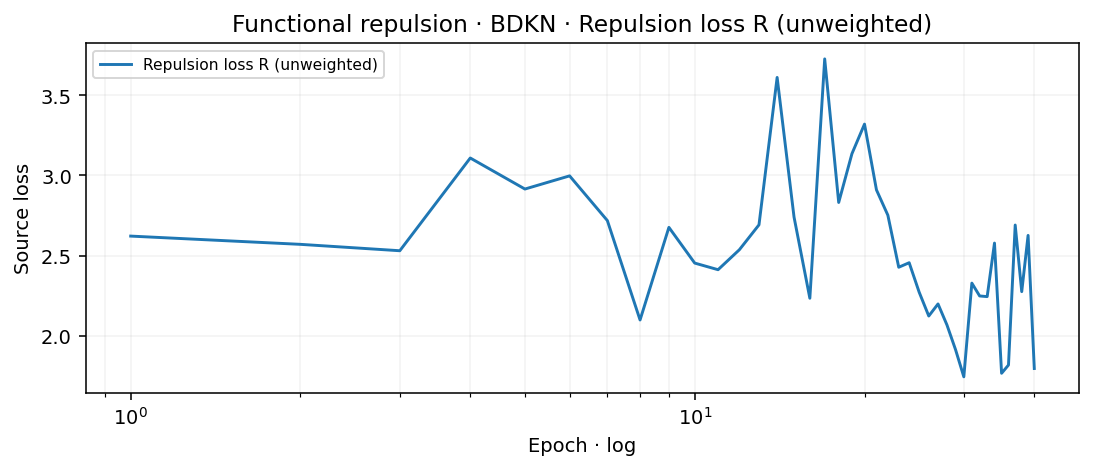 Functional repulsion · BDKN · Repulsion loss R (unweighted)
Repulsion loss R (unweighted)
Source loss
3.5
3.0
2.5
2.0
10⁰
10¹
Epoch · log